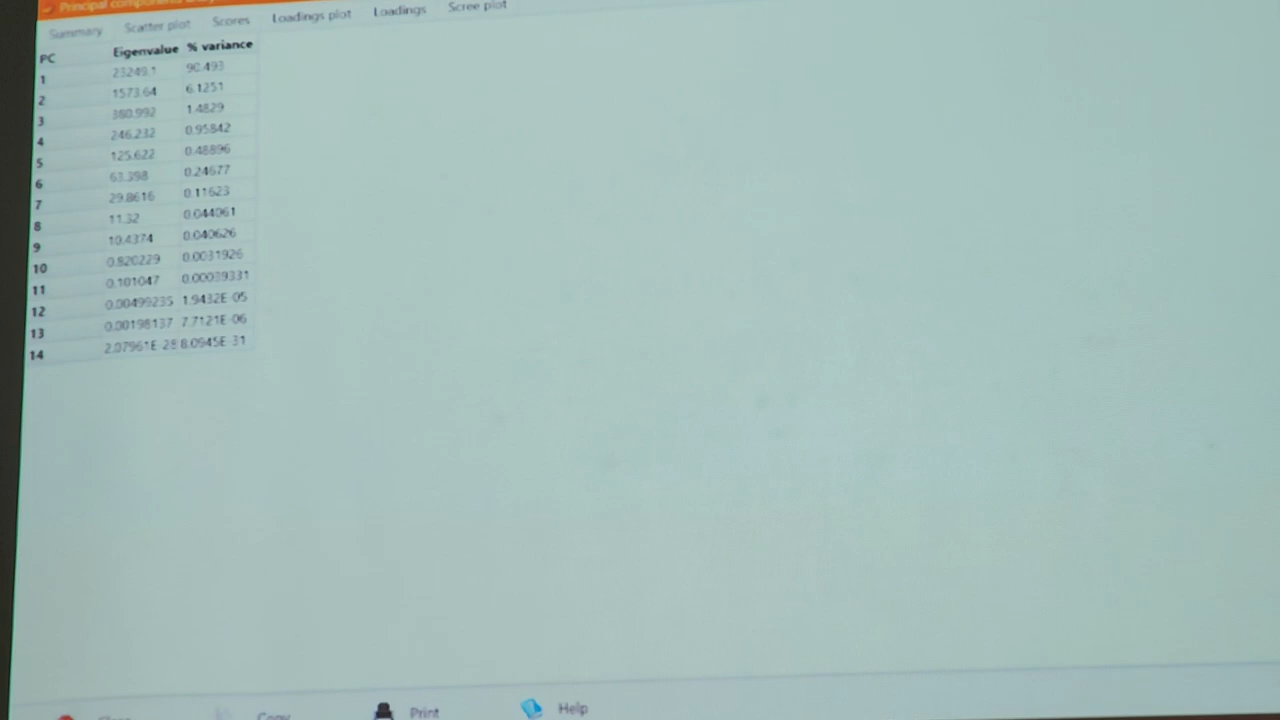 Principal components
Summary Scatter plot Scores Loadings plot Loadings Scree plot
PC Eigenvalue % variance
1 23249.1 90.493
2 1573.64 6.1251
3 380.992 1.4829
4 246.232 0.95842
5 125.622 0.48896
6 63.398 0.24677
7 29.8616 0.11623
8 11.32 0.044061
9 10.4374 0.040626
10 0.820229 0.0031926
11 0.101047 0.00039331
12 0.00499235 1.9432E-05
13 0.00198137 7.7121E-06
14 2.07961E-28 8.0945E-31
Copy Print Help